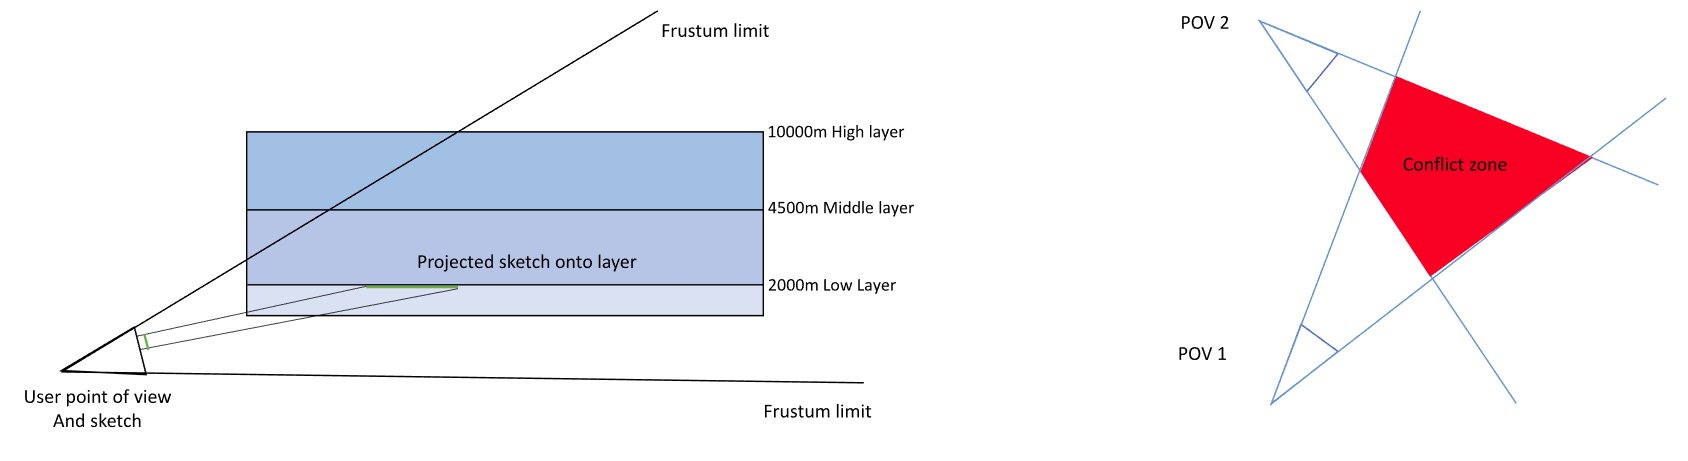 Frustum limit
10000m High layer
4500m Middle layer
Projected sketch onto layer
2000m Low Layer
User point of view
And sketch
Frustum limit
POV 2
Conflict zone
POV 1